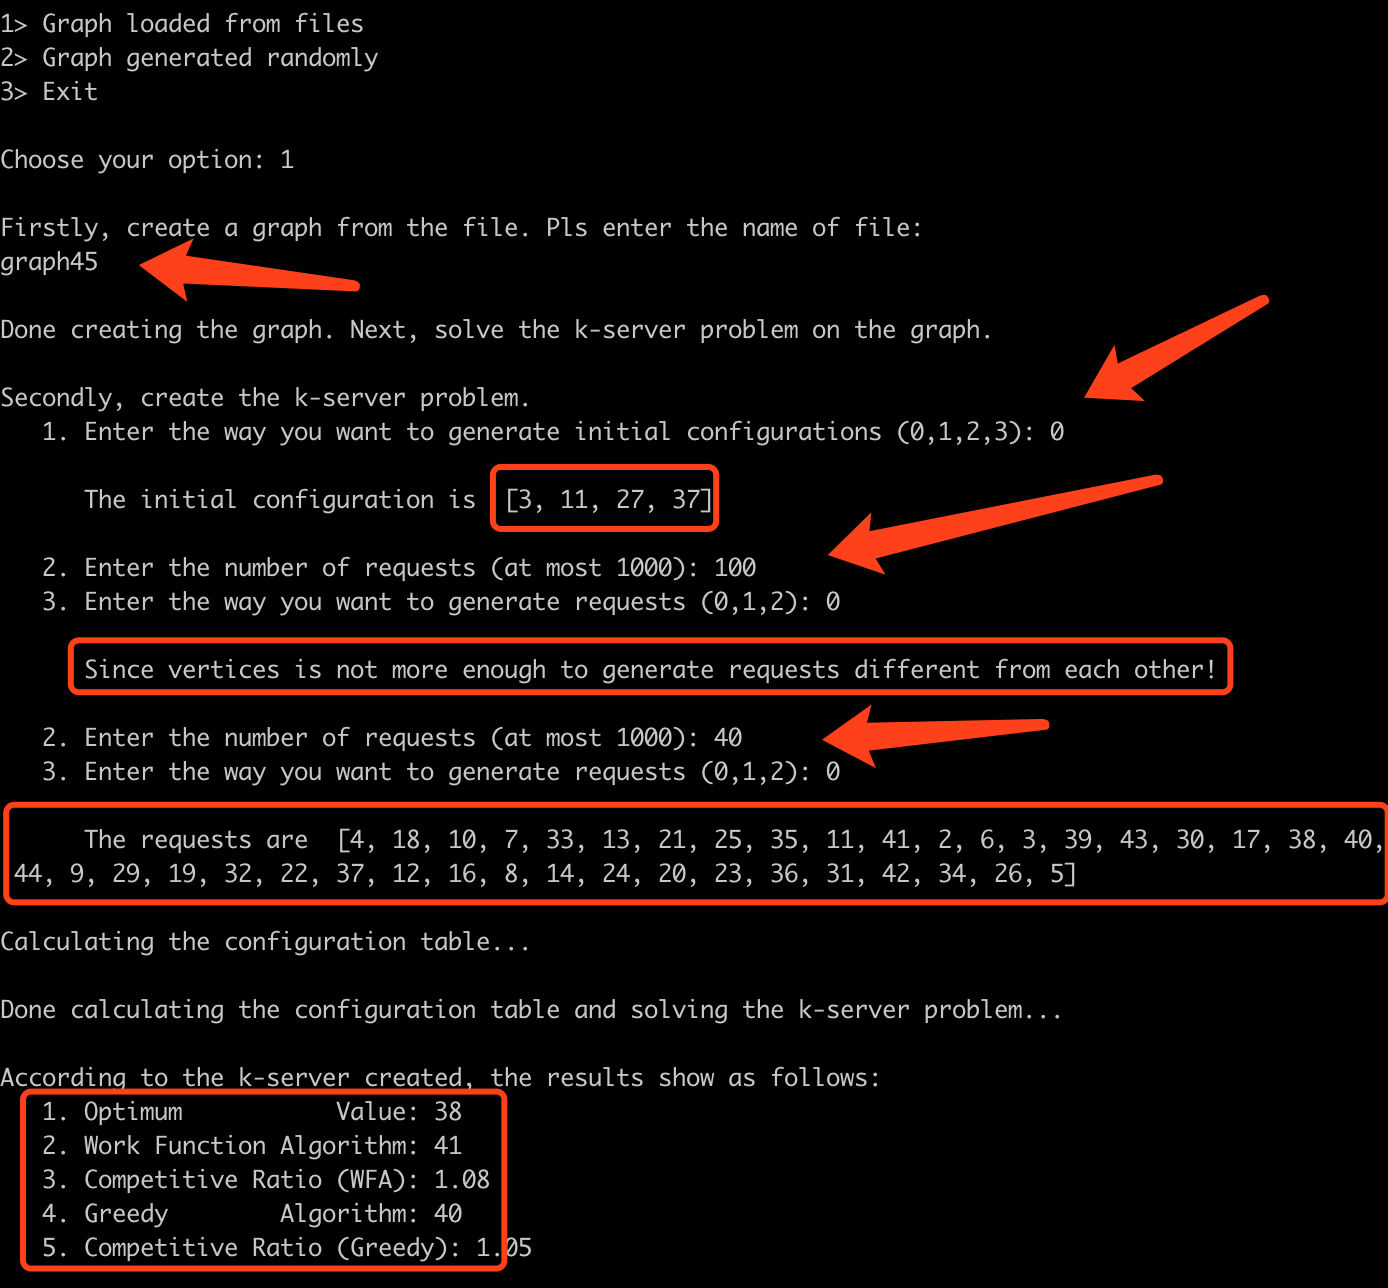 1> Graph loaded from files
2> Graph generated randomly
3> Exit
Choose your option: 1
Firstly, create a graph from the file. Pls enter the name of file:
graph45
Done creating the graph. Next, solve the k-server problem on the graph.
Secondly, create the k-server problem.
1. Enter the way you want to generate initial configurations (0,1,2,3): 0
The initial configuration is [3, 11, 27, 37]
2. Enter the number of requests (at most 1000): 100
3. Enter the way you want to generate requests (0,1,2): 0
Since vertices is not more enough to generate requests different from each other!
2. Enter the number of requests (at most 1000): 40
3. Enter the way you want to generate requests (0,1,2): 0
The requests are [4, 18, 10, 7, 33, 13, 21, 25, 35, 11, 41, 2, 6, 3, 39, 43, 30, 17, 38, 40,
44, 9, 29, 19, 32, 22, 37, 12, 16, 8, 14, 24, 20, 23, 36, 31, 42, 34, 26, 5]
Calculating the configuration table...
Done calculating the configuration table and solving the k-server problem...
According to the k-server created, the results show as follows:
1. Optimum Value: 38
2. Work Function Algorithm: 41
3. Competitive Ratio (WFA): 1.08
4. Greedy Algorithm: 40
5. Competitive Ratio (Greedy): 1.05